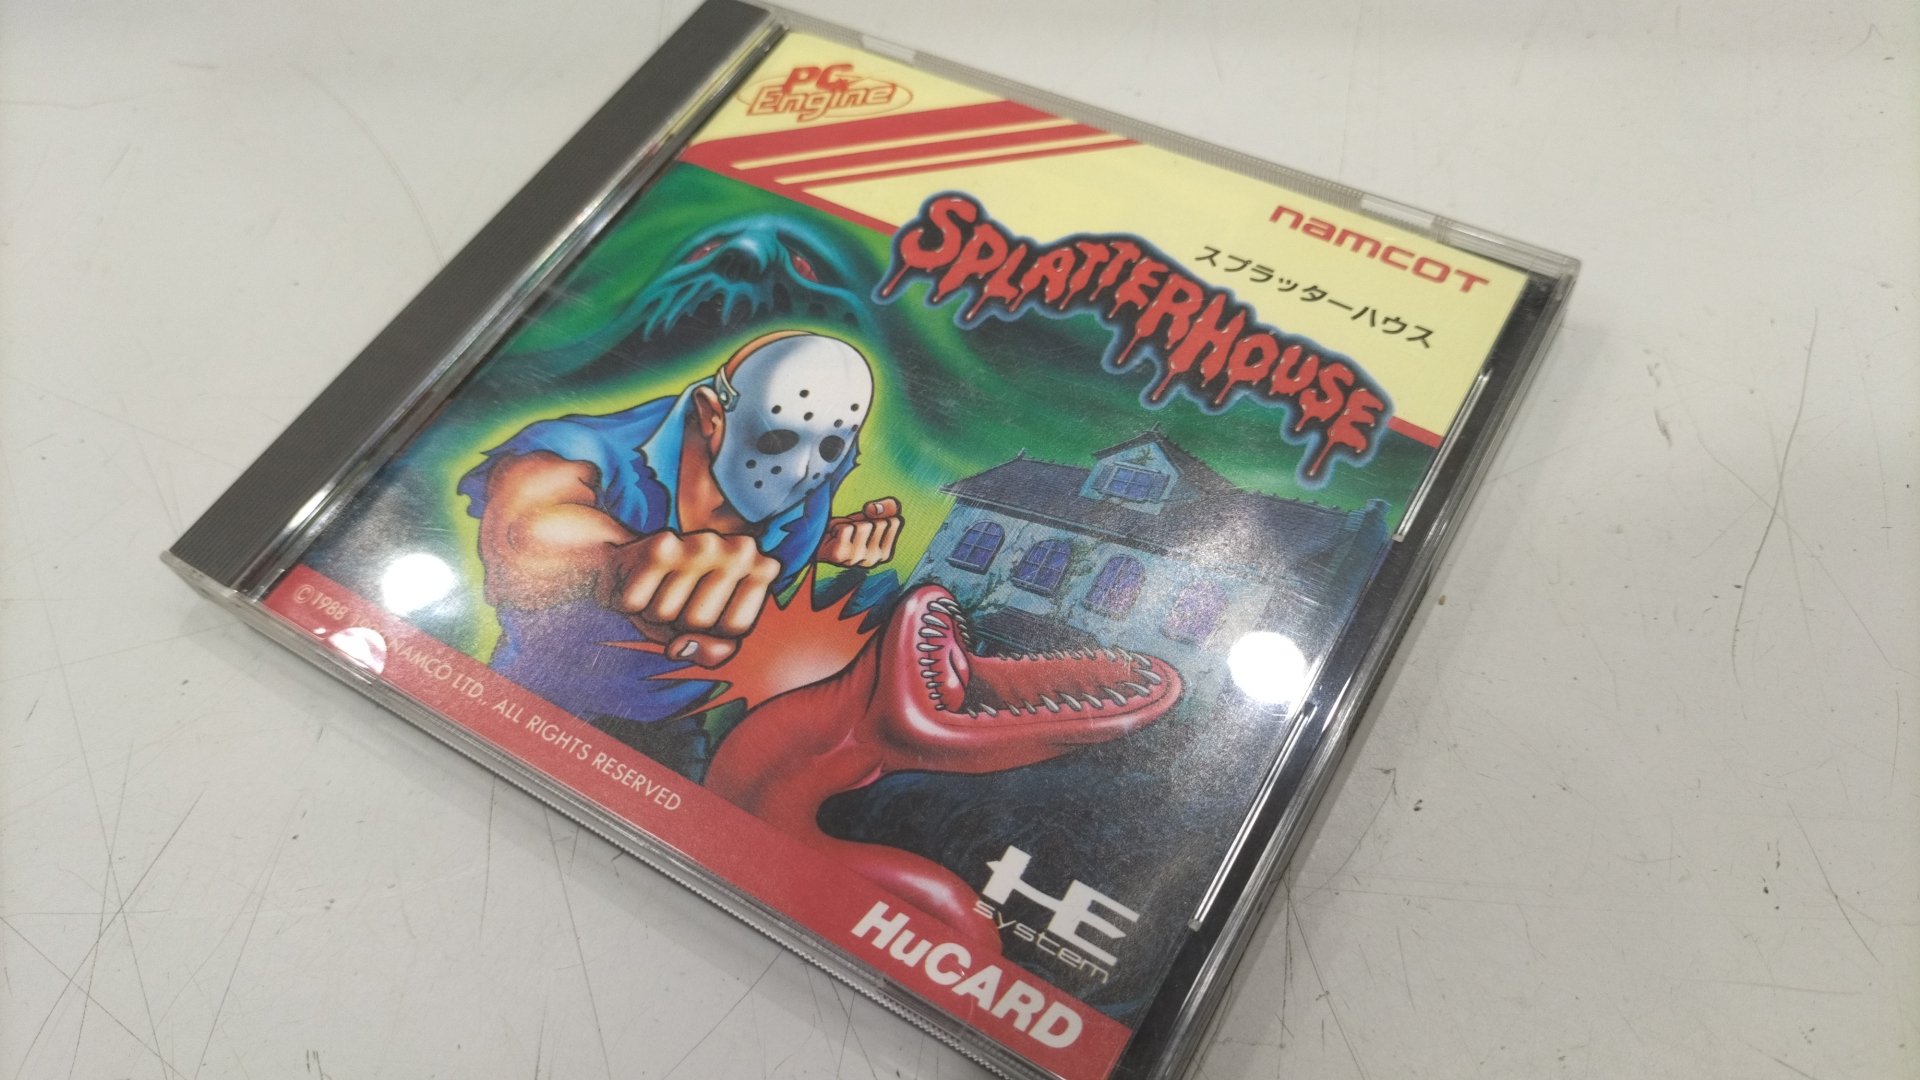 PC
Engine
namcot
スプラッターハウス
SPLATTERHOUSE
©1988 NAMCO LTD., ALL RIGHTS RESERVED
HE
system
HuCARD